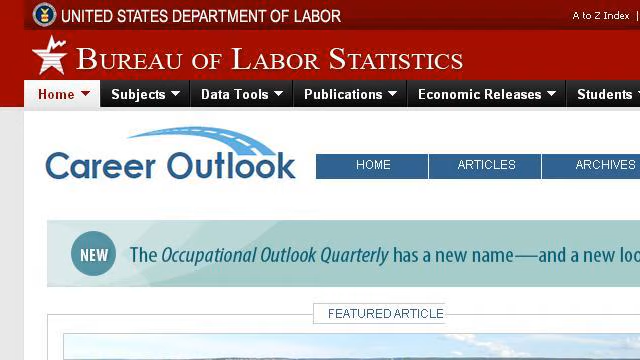 UNITED STATES DEPARTMENT OF LABOR
A to Z Index |
BUREAU OF LABOR STATISTICS
Home Subjects Data Tools Publications Economic Releases Students
Career Outlook
HOME ARTICLES ARCHIVES
NEW The Occupational Outlook Quarterly has a new name—and a new loo
FEATURED ARTICLE